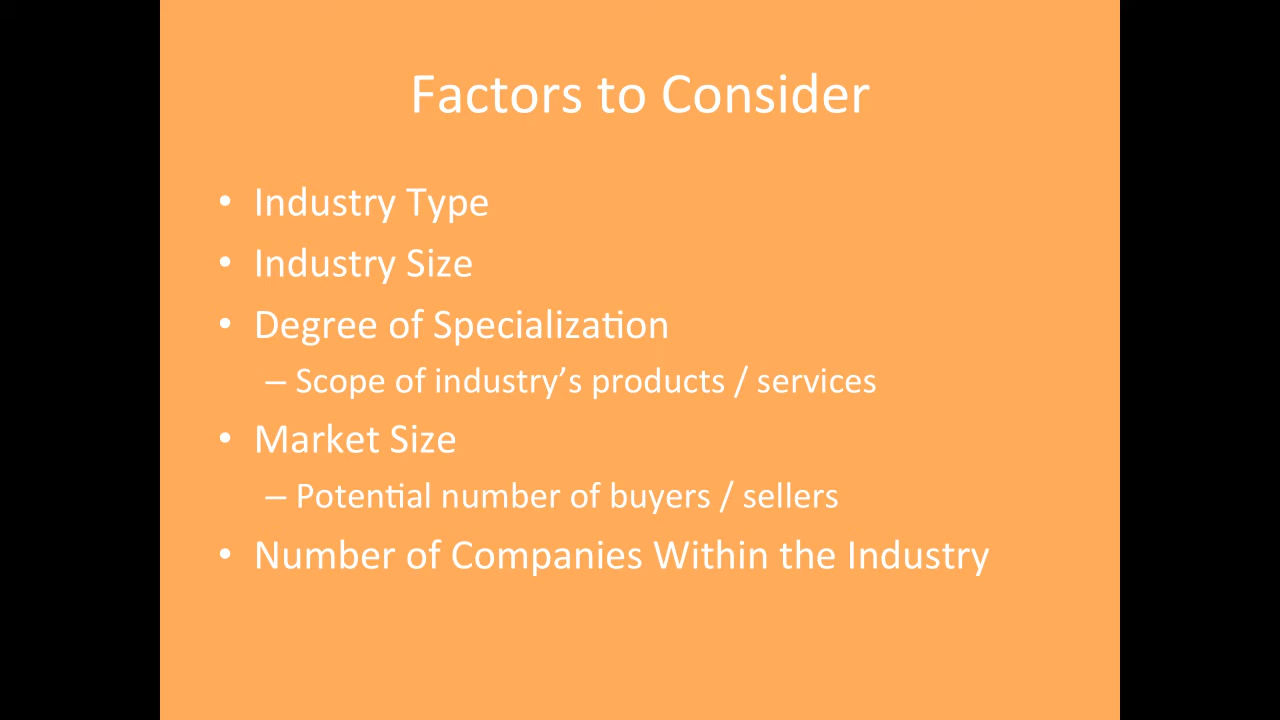 Factors to Consider
• Industry Type
• Industry Size
• Degree of Specialization
– Scope of industry’s products / services
• Market Size
– Potential number of buyers / sellers
• Number of Companies Within the Industry